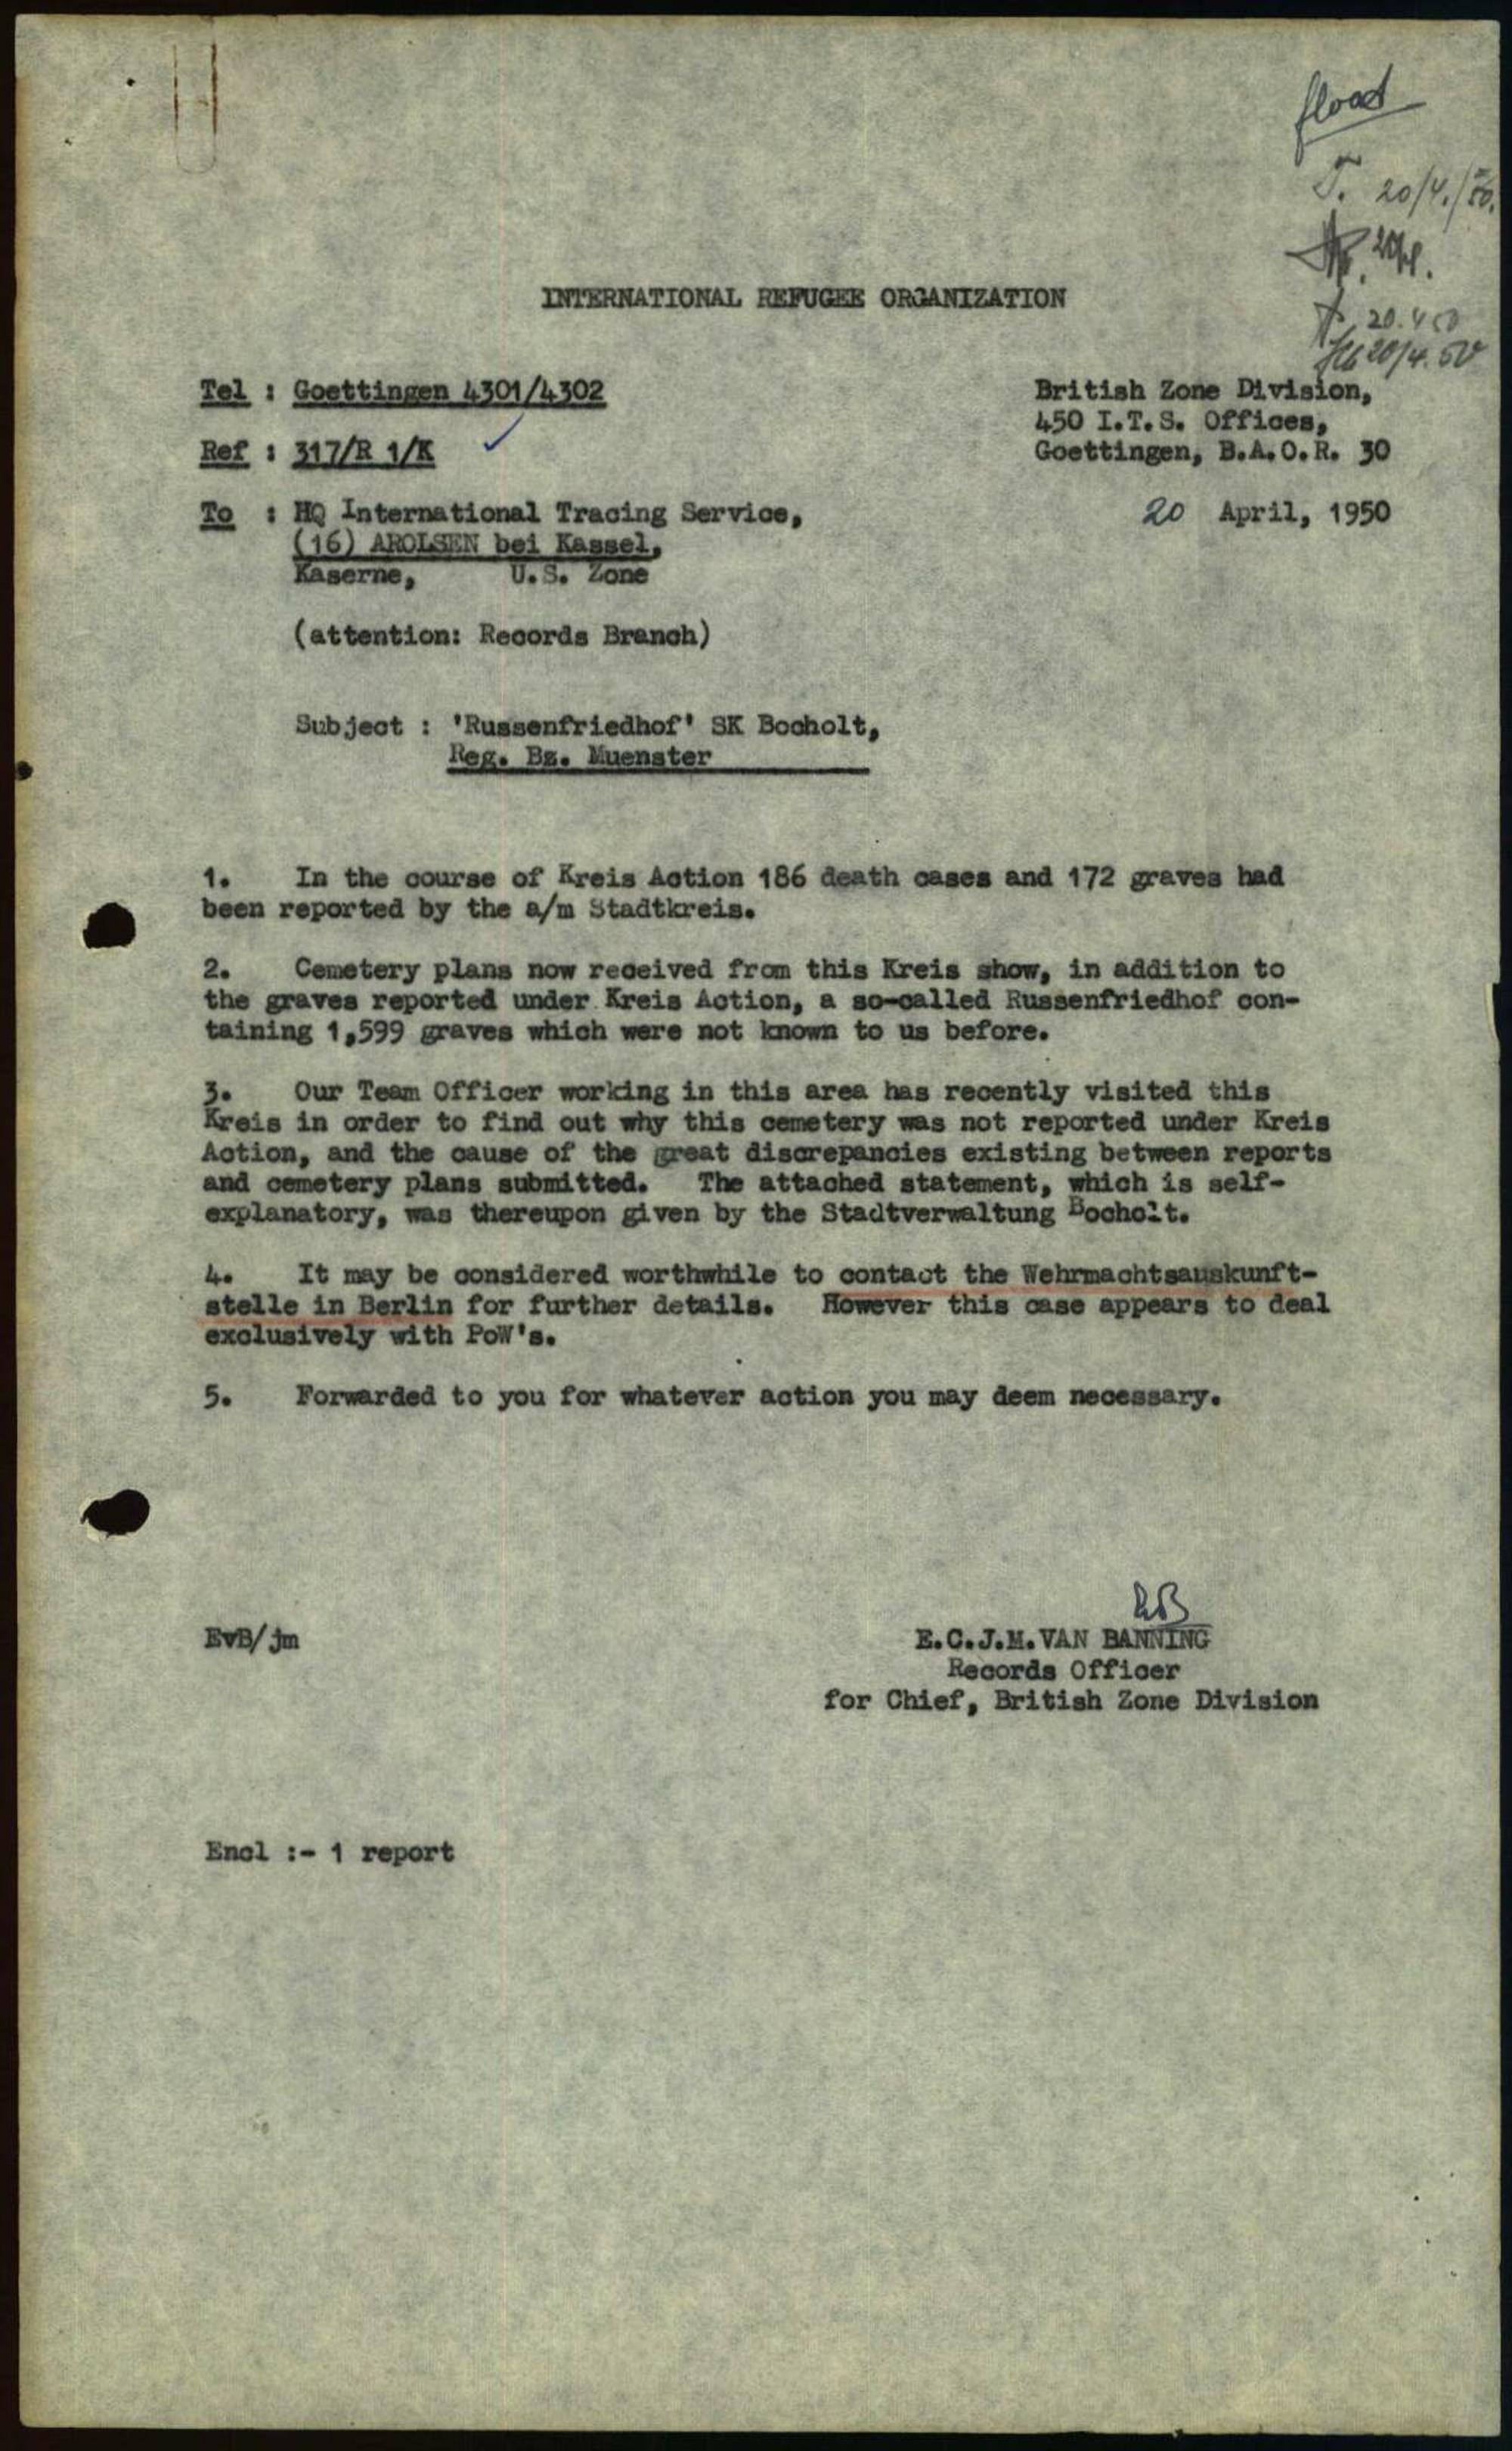 T. 20/4./50.
20/4.
20.4.50
20/4.50
INTERNATIONAL REFUGEE ORGANIZATION
Tel : Goettingen 4301/4302
Ref : 317/R 1/K
British Zone Division,
450 I.T.S. Offices,
Goettingen, B.A.O.R. 30
To : HQ International Tracing Service,
(16) AROLSEN bei Kassel,
Kaserne, U.S. Zone
20 April, 1950
(attention: Records Branch)
Subject : 'Russenfriedhof' SK Bocholt,
Reg. Bz. Muenster
1. In the course of Kreis Action 186 death cases and 172 graves had
been reported by the a/m Stadtkreis.
2. Cemetery plans now received from this Kreis show, in addition to
the graves reported under Kreis Action, a so-called Russenfriedhof con-
taining 1,599 graves which were not known to us before.
3. Our Team Officer working in this area has recently visited this
Kreis in order to find out why this cemetery was not reported under Kreis
Action, and the cause of the great discrepancies existing between reports
and cemetery plans submitted. The attached statement, which is self-
explanatory, was thereupon given by the Stadtverwaltung Bocholt.
4. It may be considered worthwhile to contact the Wehrmachtsauskunft-
stelle in Berlin for further details. However this case appears to deal
exclusively with PoW's.
5. Forwarded to you for whatever action you may deem necessary.
EvB/jm
E.C.J.M. VAN BANNING
Records Officer
for Chief, British Zone Division
Encl :- 1 report